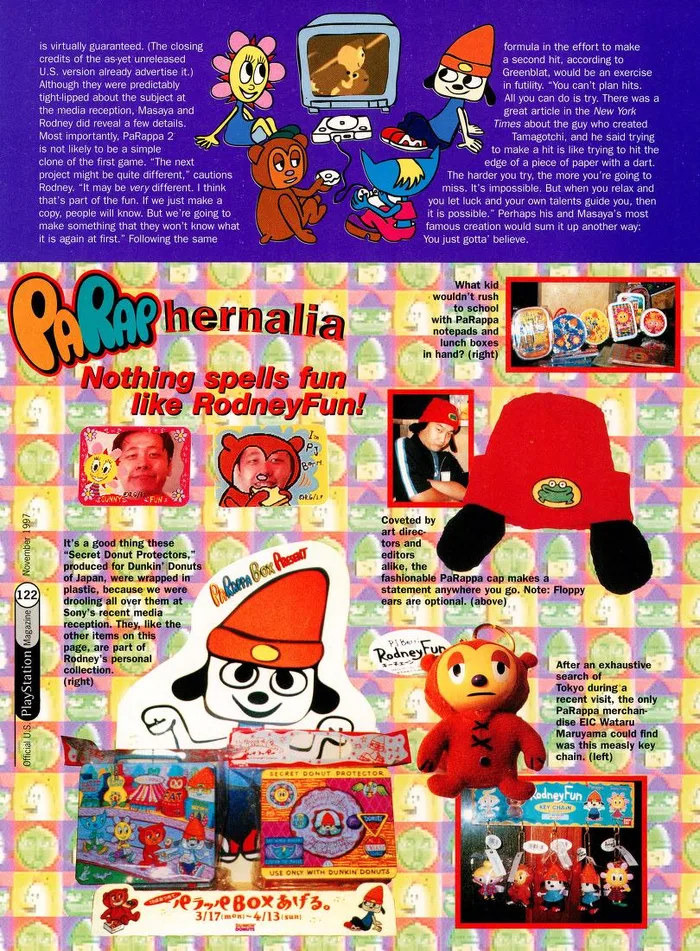 is virtually guaranteed. (The closing
credits of the as-yet unreleased
U.S. version already advertise it.)
Although they were predictably
tight-lipped about the subject at
the media reception, Masaya and
Rodney did reveal a few details.
Most importantly, PaRappa 2
is not likely to be a simple
clone of the first game. “The next
project might be quite different,” cautions
Rodney. “It may be very different. I think
that’s part of the fun. If we just make a
copy, people will know. But we’re going to
make something that they won’t know what
it is again at first.” Following the same
formula in the effort to make
a second hit, according to
Greenblat, would be an exercise
in futility. “You can’t plan hits.
All you can do is try. There was a
great article in the New York
Times about the guy who created
Tamagotchi, and he said trying
to make a hit is like trying to hit the
edge of a piece of paper with a dart.
The harder you try, the more you’re going to
miss. It’s impossible. But when you relax and
you let luck and your own talents guide you, then
it is possible.” Perhaps his and Masaya’s most
famous creation would sum it up another way:
You just gotta’ believe.
PaRaphernalia
Nothing spells fun
like RodneyFun!
What kid
wouldn’t rush
to school
with PaRappa
notepads and
lunch boxes
in hand? (right)
SUNNY'S
FUN!
I'm
PJ
Berri
Coveted by
art direc-
tors and
editors
alike, the
fashionable PaRappa cap makes a
statement anywhere you go. Note: Floppy
ears are optional. (above)
It’s a good thing these
“Secret Donut Protectors,”
produced for Dunkin’ Donuts
of Japan, were wrapped in
plastic, because we were
drooling all over them at
Sony’s recent media
reception. They, like the
other items on this
page, are part of
Rodney’s personal
collection.
(right)
PaRappa Box Present
P.J. Berri
RodneyFun
After an exhaustive
search of
Tokyo during a
recent visit, the only
PaRappa merchan-
dise EIC Wataru
Maruyama could find
was this measly key
chain. (left)
RodneyFun
KEY CHAIN
SECRET DONUT PROTECTOR
DONUTS
USE ONLY WITH DUNKIN DONUTS
パラッパBOXあげる。
3/17(mon)~4/13(sun)
DUNKIN'
DONUTS
Official U.S. PlayStation Magazine 122 November 1997